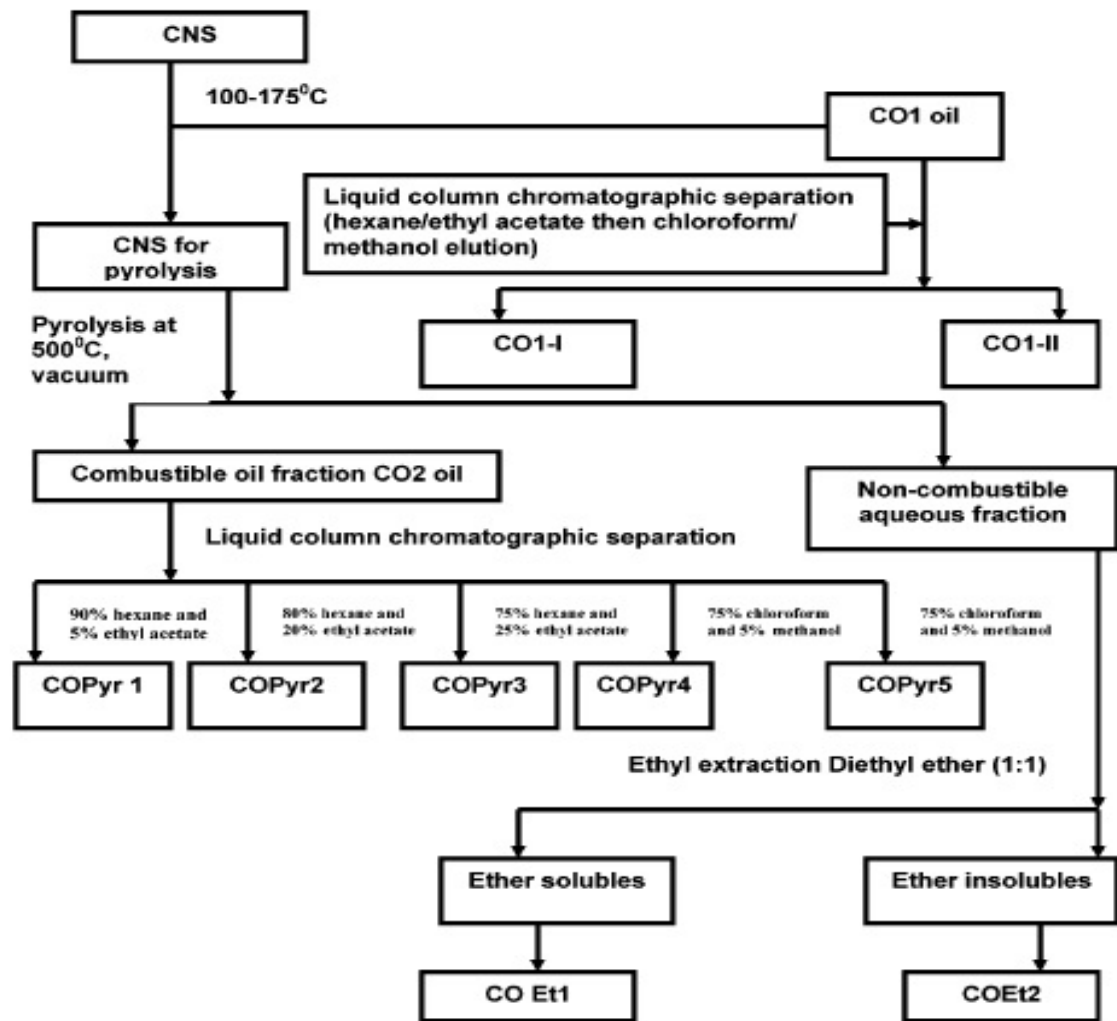 CNS
100-175⁰C
CO1 oil
Liquid column chromatographic separation
(hexane/ethyl acetate then chloroform/
methanol elution)
CNS for
pyrolysis
Pyrolysis at
500⁰C,
vacuum
CO1-I
CO1-II
Combustible oil fraction CO2 oil
Non-combustible
aqueous fraction
Liquid column chromatographic separation
90% hexane and
5% ethyl acetate
80% hexane and
20% ethyl acetate
75% hexane and
25% ethyl acetate
75% chloroform
and 5% methanol
75% chloroform
and 5% methanol
COPyr 1
COPyr2
COPyr3
COPyr4
COPyr5
Ethyl extraction Diethyl ether (1:1)
Ether solubles
Ether insolubles
CO Et1
COEt2